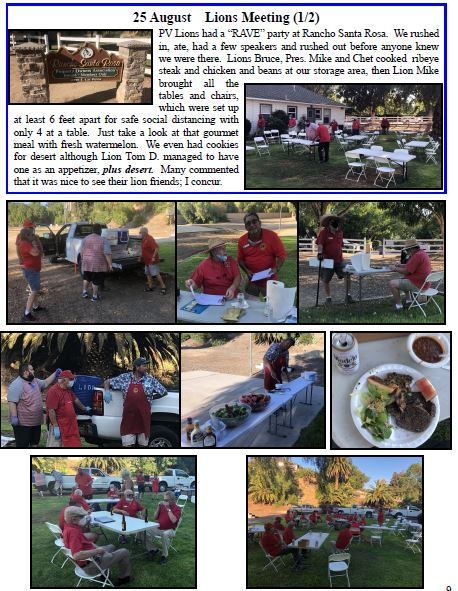 25 August Lions Meeting (1/2)
PV Lions had a “RAVE” party at Rancho Santa Rosa. We rushed
in, ate, had a few speakers and rushed out before anyone knew
we were there. Lions Bruce, Pres. Mike and Chet cooked ribeye
steak and chicken and beans at our storage area, then Lion Mike
brought all the
tables and chairs,
which were set up
at least 6 feet apart for safe social distancing with
only 4 at a table. Just take a look at that gourmet
meal with fresh watermelon. We even had cookies
for desert although Lion Tom D. managed to have
one as an appetizer, plus desert. Many commented
that it was nice to see their lion friends; I concur.
Rancho Santa Rosa
Property Owners Association
LION
9